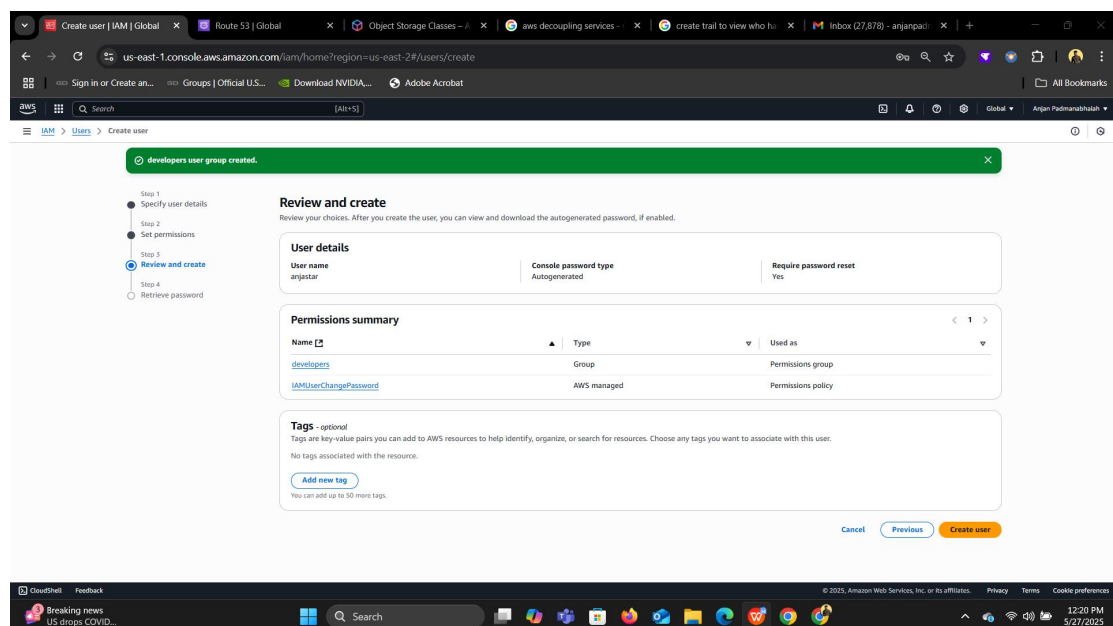 Create user | IAM | Global
Route 53 | Global
Object Storage Classes – A
aws decoupling services -
create trail to view who ha
Inbox (27,878) - anjanpadr
us-east-1.console.aws.amazon.com/iam/home?region=us-east-2#/users/create
Sign in or Create an...
Groups | Official U.S...
Download NVIDIA,...
Adobe Acrobat
All Bookmarks
aws
Search
[Alt+S]
Global
Anjan Padmanabhaiah
IAM > Users > Create user
developers user group created.
Step 1
Specify user details
Step 2
Set permissions
Step 3
Review and create
Step 4
Retrieve password
Review and create
Review your choices. After you create the user, you can view and download the autogenerated password, if enabled.
User details
User name
anjastar
Console password type
Autogenerated
Require password reset
Yes
Permissions summary
1
Name
Type
Used as
developers
Group
Permissions group
IAMUserChangePassword
AWS managed
Permissions policy
Tags - optional
Tags are key-value pairs you can add to AWS resources to help identify, organize, or search for resources. Choose any tags you want to associate with this user.
No tags associated with the resource.
Add new tag
You can add up to 50 more tags.
Cancel
Previous
Create user
CloudShell
Feedback
© 2025, Amazon Web Services, Inc. or its affiliates.
Privacy
Terms
Cookie preferences
3
Breaking news
US drops COVID...
Search
12:20 PM
5/27/2025